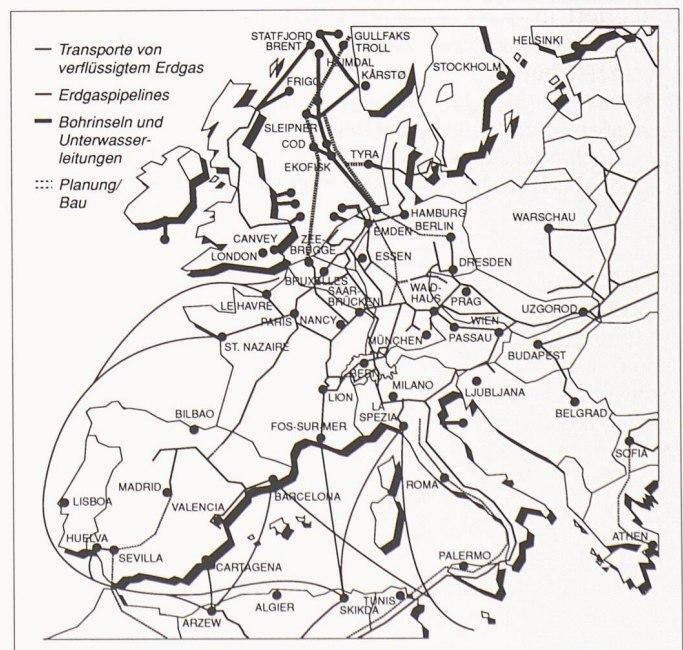 Transporte von
verflüssigtem Erdgas
Erdgaspipelines
Bohrinseln und
Unterwasser-
leitungen
Planung/
Bau
STATFJORD
BRENT
GULLFAKS
TROLL
HEIMDAL
KÅRSTØ
FRIGG
STOCKHOLM
HELSINKI
SLEIPNER
COD
EKOFISK
TYRA
HAMBURG
BERLIN
WARSCHAU
EMDEN
CANVEY
LONDON
ZEE-
BRÜGGE
ESSEN
DRESDEN
BRUXELLES
SAAR-
BRÜCKEN
WAID-
HAUS
PRAG
UZGOROD
LE HAVRE
PARIS
NANCY
WIEN
PASSAU
MÜNCHEN
BUDAPEST
ST. NAZAIRE
BERN
LION
MILANO
LJUBLJANA
BELGRAD
LA
SPEZIA
BILBAO
FOS-SUR-MER
SOFIA
MADRID
VALENCIA
BARCELONA
ROMA
LISBOA
HUELVA
SEVILLA
CARTAGENA
PALERMO
ATHEN
ARZEW
ALGIER
SKIKDA
TUNIS